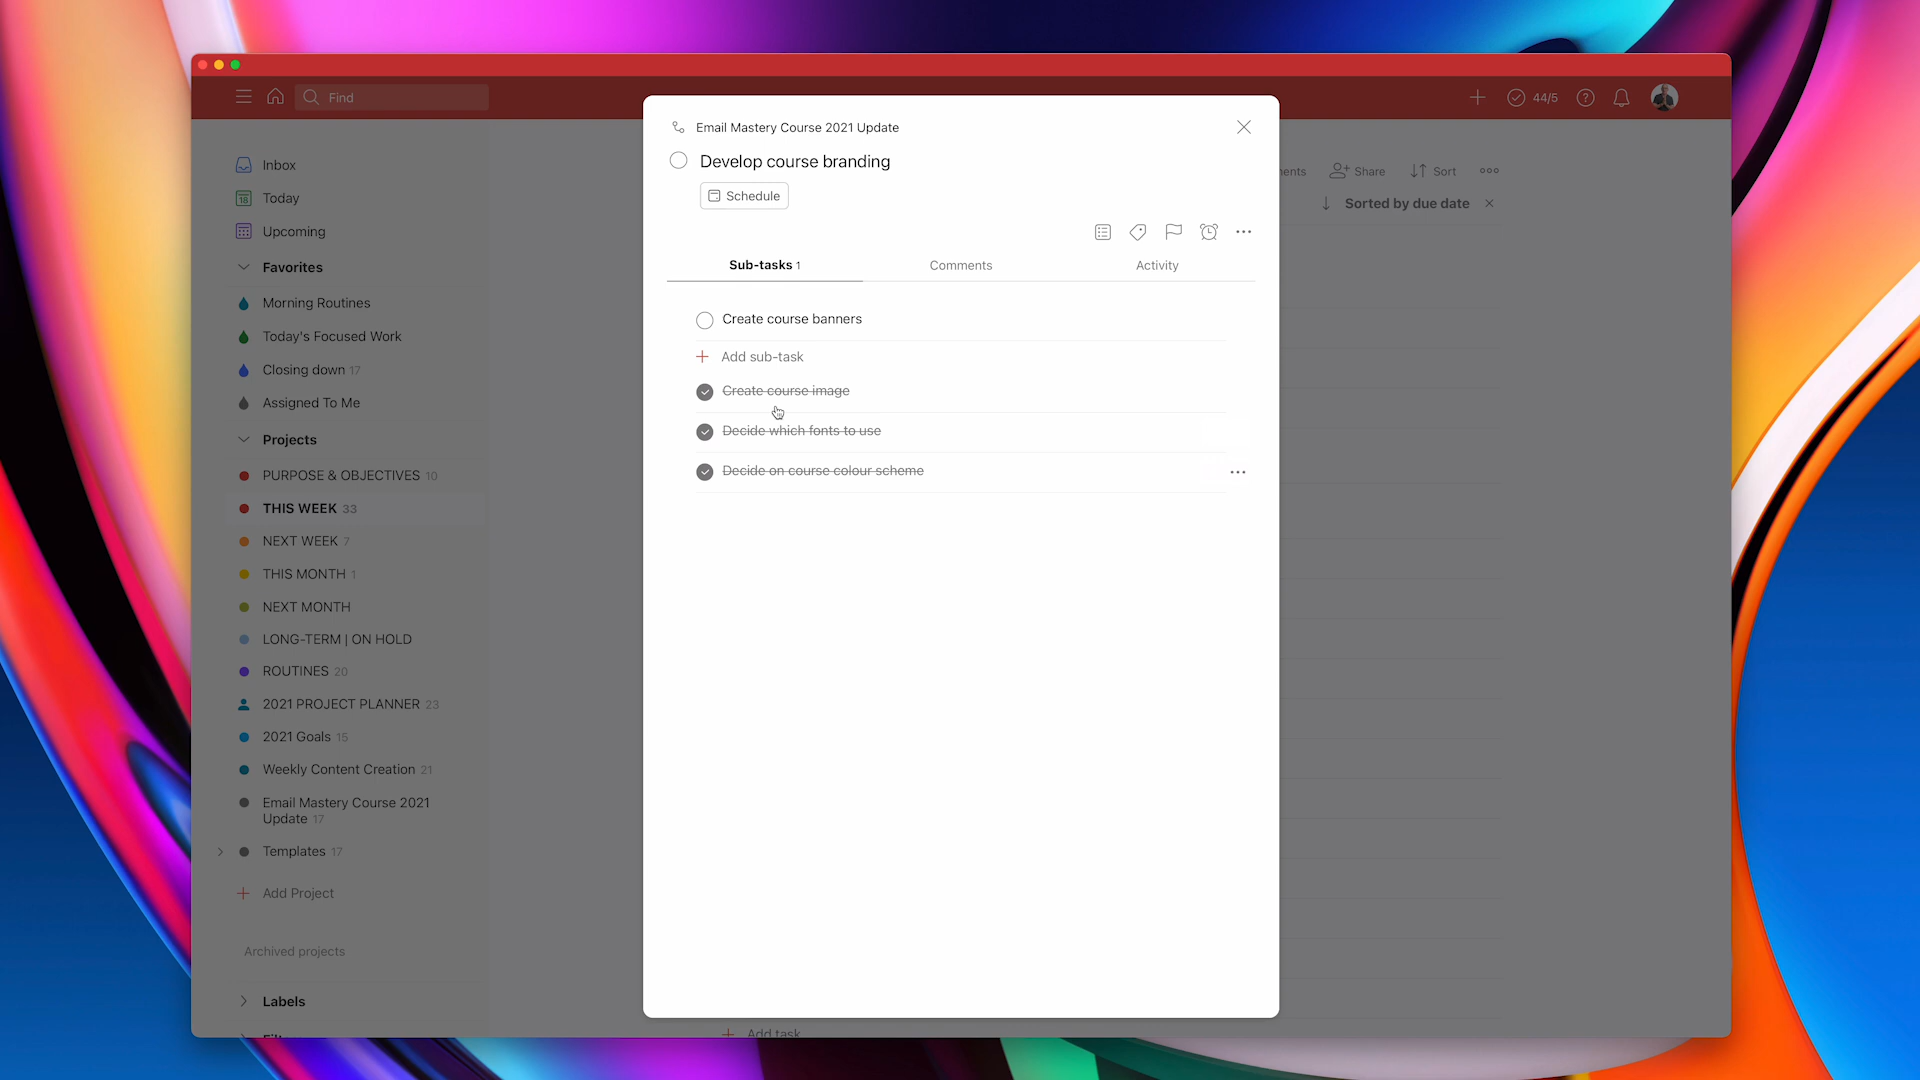 Find
44/5
Inbox
18
Today
Upcoming
Favorites
Morning Routines
Today's Focused Work
Closing down 17
Assigned To Me
Projects
PURPOSE & OBJECTIVES 10
THIS WEEK 33
NEXT WEEK 7
THIS MONTH 1
NEXT MONTH
LONG-TERM | ON HOLD
ROUTINES 20
2021 PROJECT PLANNER 23
2021 Goals 15
Weekly Content Creation 21
Email Mastery Course 2021
Update 17
Templates 17
Add Project
Archived projects
Labels
Email Mastery Course 2021 Update
Develop course branding
Schedule
Sub-tasks 1
Comments
Activity
Create course banners
Add sub-task
Create course image
Decide which fonts to use
Decide on course colour scheme
Share
Sort
Sorted by due date
Add task